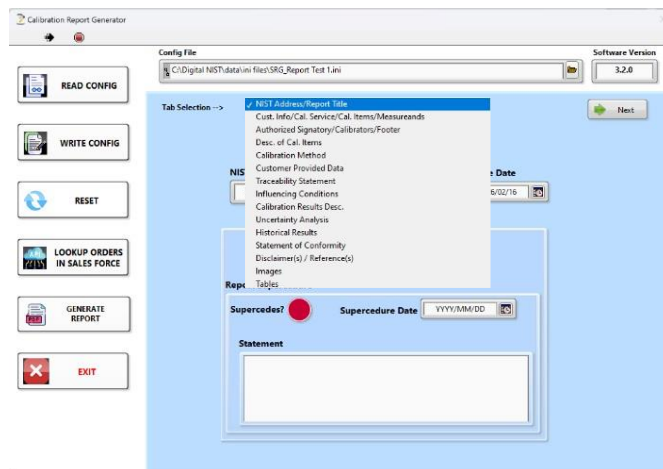 Calibration Report Generator
Config File
Software Version
C:\Digital NIST\data\ini files\SRG_Report Test 1.ini
3.2.0
READ CONFIG
Tab Selection -->
✓ NIST Address/Report Title
Next
Cust. Info/Cal. Service/Cal. Items/Measureands
Authorized Signatory/Calibrators/Footer
WRITE CONFIG
Desc. of Cal. Items
Calibration Method
Customer Provided Data
NIS
e Date
Traceability Statement
6/02/16
RESET
Influencing Conditions
Calibration Results Desc.
Uncertainty Analysis
Historical Results
LOOKUP ORDERS
IN SALES FORCE
Statement of Conformity
Disclaimer(s) / Reference(s)
Images
Tables
Repo
GENERATE
REPORT
Supercedes?
Supercedure Date
YYYY/MM/DD
Statement
EXIT